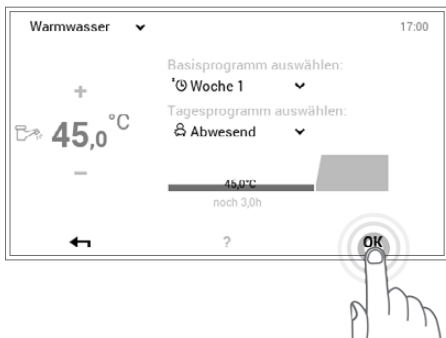 Warmwasser
17:00
Basisprogramm auswählen:
Woche 1
Tagesprogramm auswählen:
Abwesend
+
45,0°C
−
45,0°C
noch 3,0h
?
OK